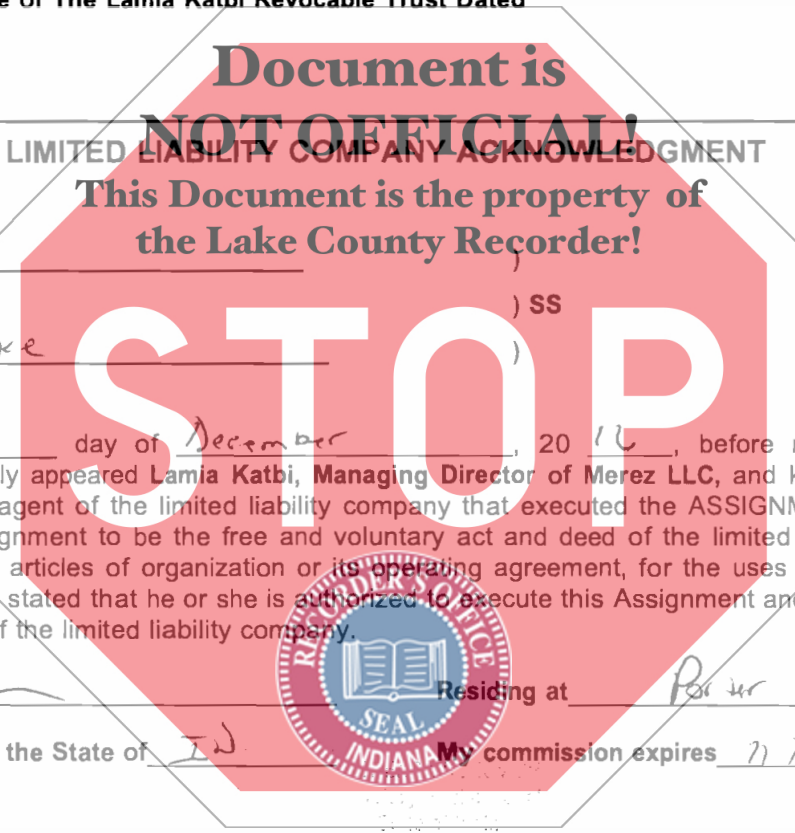 e of The Lamia Katbi Revocable Trust Dated
Document is
NOT OFFICIAL!
LIMITED LIABILITY COMPANY ACKNOWLEDGMENT
This Document is the property of
the Lake County Recorder!
)
) SS
ke
)
STOP
day of December, 20 16, before
ly appeared Lamia Katbi, Managing Director of Merez LLC, and k
agent of the limited liability company that executed the ASSIGNM
gnment to be the free and voluntary act and deed of the limited
articles of organization or its operating agreement, for the uses
stated that he or she is authorized to execute this Assignment and
f the limited liability company.
RECORDER'S OFFICE
SEAL
INDIANA
Residing at Porter
the State of IN
My commission expires